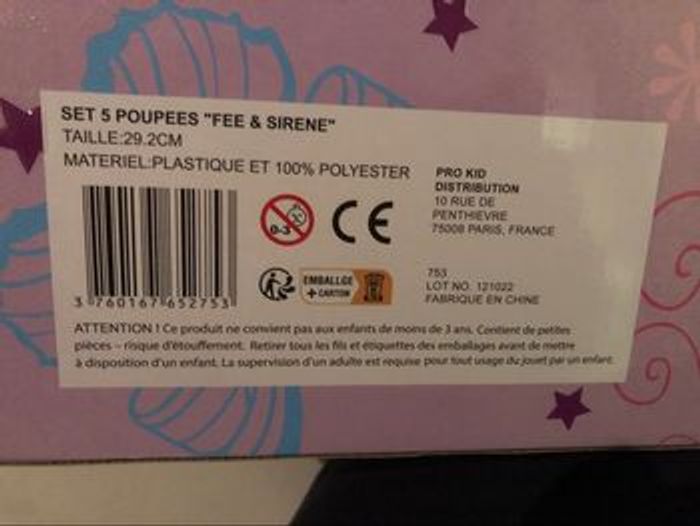 SET 5 POUPEES "FEE & SIRENE"
TAILLE:29.2CM
MATERIEL:PLASTIQUE ET 100% POLYESTER
PRO KID
DISTRIBUTION
10 RUE DE
PENTHIEVRE
75008 PARIS, FRANCE
0-3
CE
EMBALLGE
+ CARTON
753
LOT NO. 121022
FABRIQUE EN CHINE
3 760167 652753
ATTENTION ! Ce produit ne convient pas aux enfants de moins de 3 ans. Contient de petites
pièces – risque d'étouffement. Retirer tous les fils et étiquettes des emballages avant de mettre
à disposition d'un enfant. La supervision d'un adulte est requise pour tout usage du jouet par un enfant.